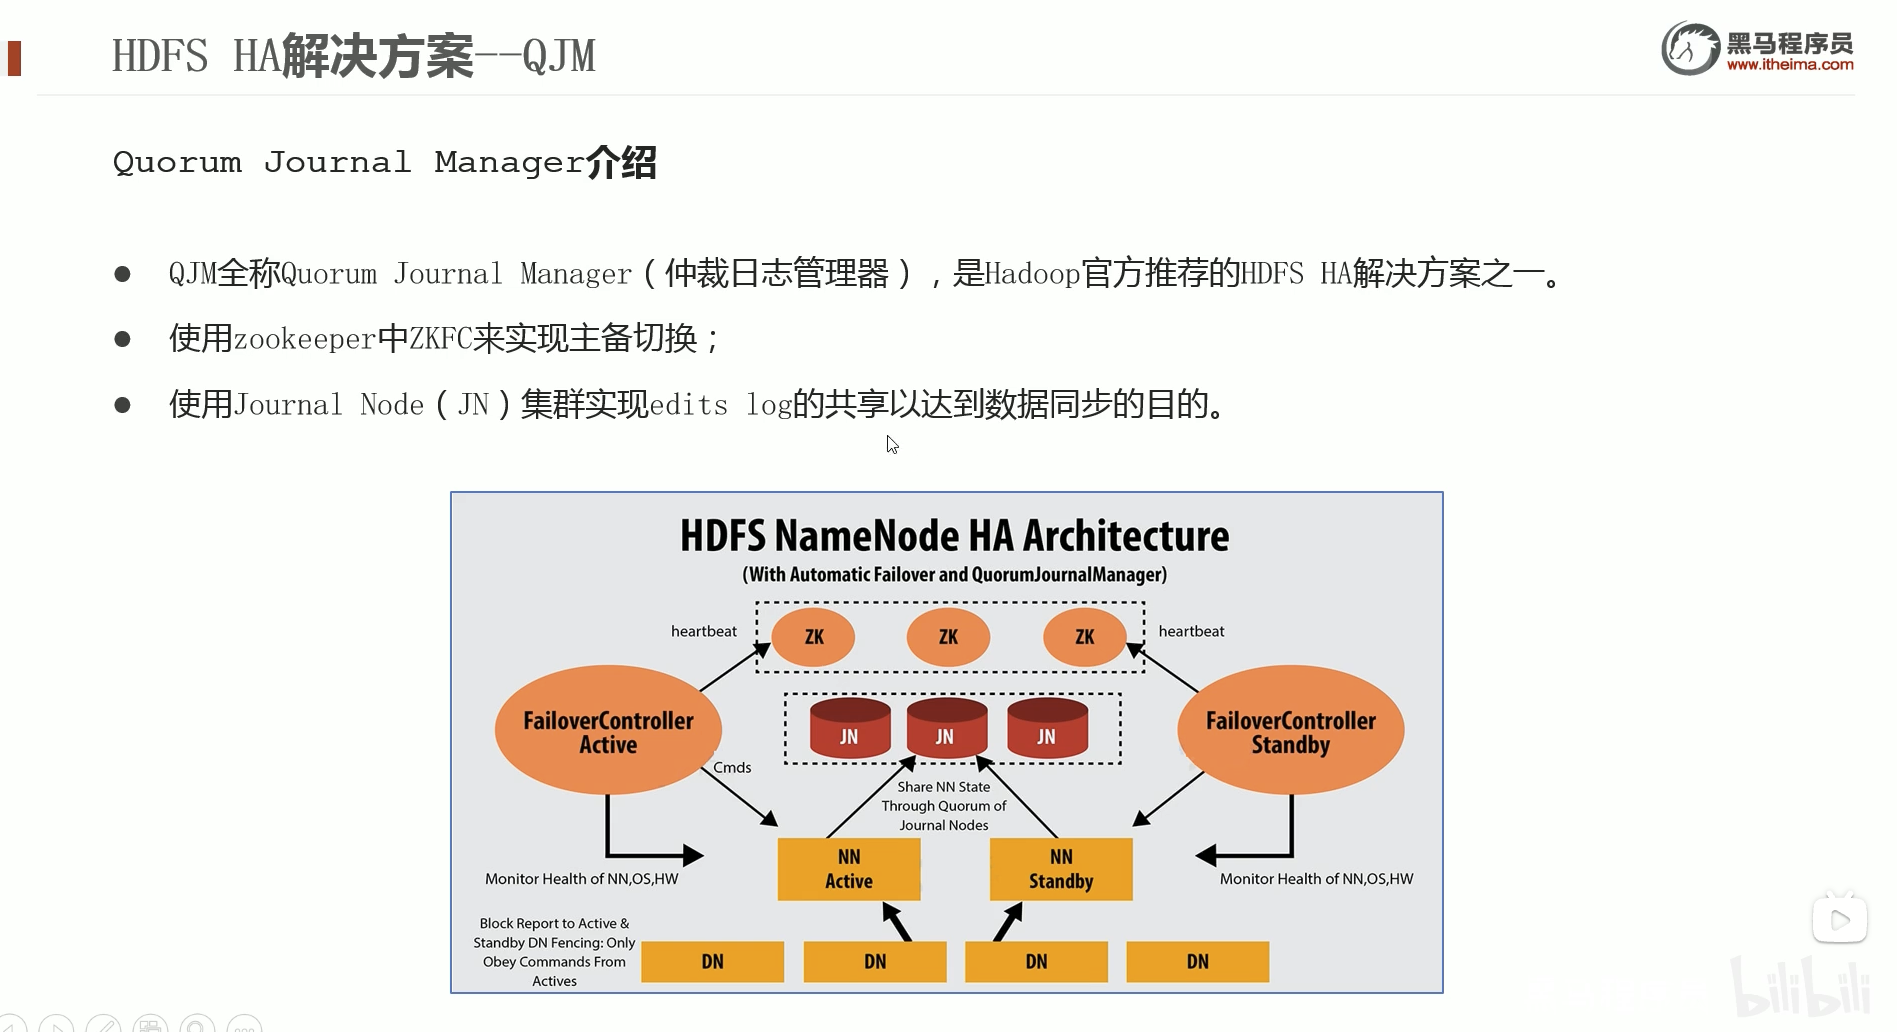 HDFS HA解决方案--QJM
黑马程序员
www.itheima.com
Quorum Journal Manager介绍
● QJM全称Quorum Journal Manager（仲裁日志管理器），是Hadoop官方推荐的HDFS HA解决方案之一。
● 使用zookeeper中ZKFC来实现主备切换；
● 使用Journal Node（JN）集群实现edits log的共享以达到数据同步的目的。
HDFS NameNode HA Architecture
(With Automatic Failover and QuorumJournalManager)
heartbeat
ZK
ZK
ZK
heartbeat
FailoverController
Active
JN
JN
JN
FailoverController
Standby
Cmds
Share NN State
Through Quorum of
Journal Nodes
NN
Active
NN
Standby
Monitor Health of NN,OS,HW
Monitor Health of NN,OS,HW
Block Report to Active &
Standby DN Fencing: Only
Obey Commands From
Actives
DN
DN
DN
DN
bilibili